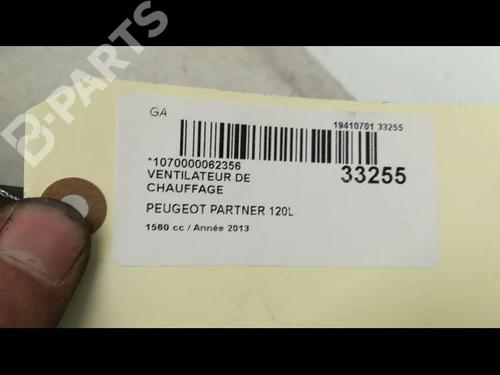 B-PARTS
GA
19410701 33255
*1070000062356
33255
VENTILATEUR DE
CHAUFFAGE
PEUGEOT PARTNER 120L
1560 cc / Année 2013